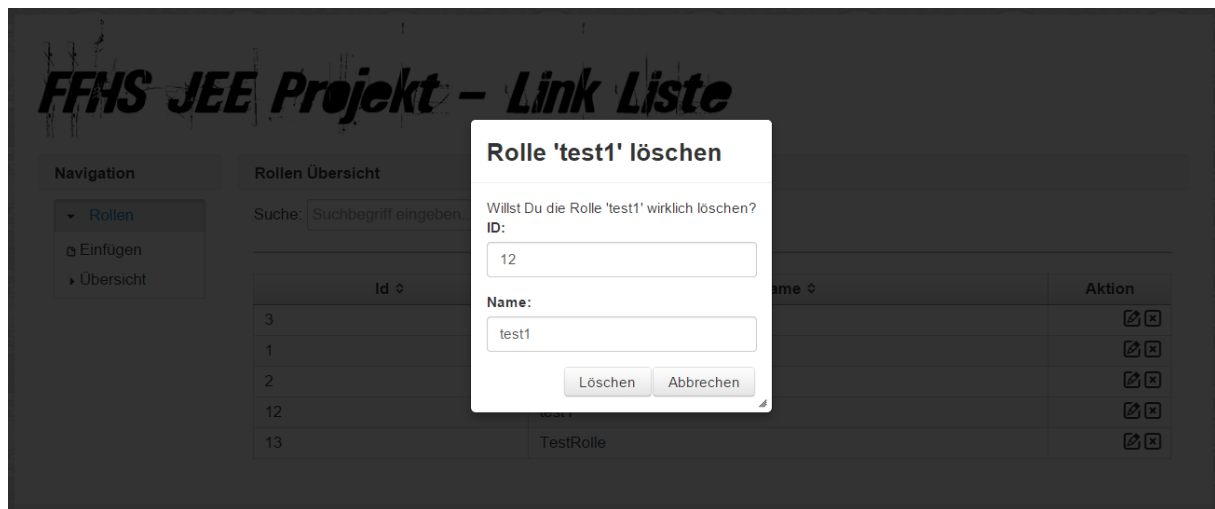 FFHS JEE Projekt - Link Liste
Navigation
Rollen
Einfügen
Übersicht
Rollen Übersicht
Suche: Suchbegriff eingeben..
Id
ame
Aktion
3
1
2
12 test1
13 TestRolle
Rolle 'test1' löschen
Willst Du die Rolle 'test1' wirklich löschen?
ID:
12
Name:
test1
Löschen Abbrechen